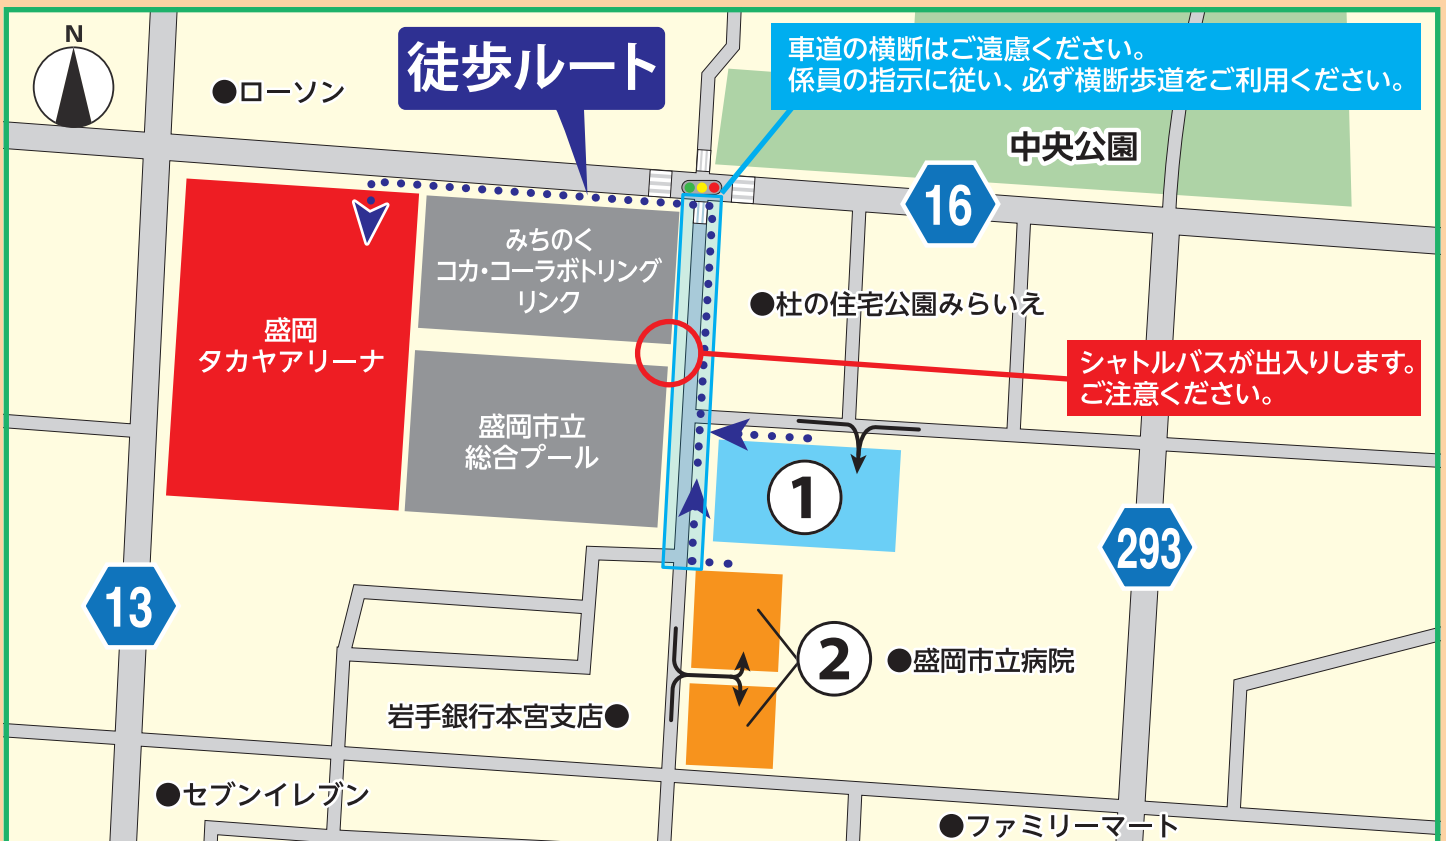 N
●ローソン
徒歩ルート
車道の横断はご遠慮ください。
係員の指示に従い、必ず横断歩道をご利用ください。
中央公園
16
みちのく
コカ・コーラボトリング
リンク
●杜の住宅公園みらいえ
盛岡
タカヤアリーナ
シャトルバスが出入りします。
ご注意ください。
盛岡市立
総合プール
1
293
13
2
●盛岡市立病院
岩手銀行本宮支店●
●セブンイレブン
●ファミリーマート